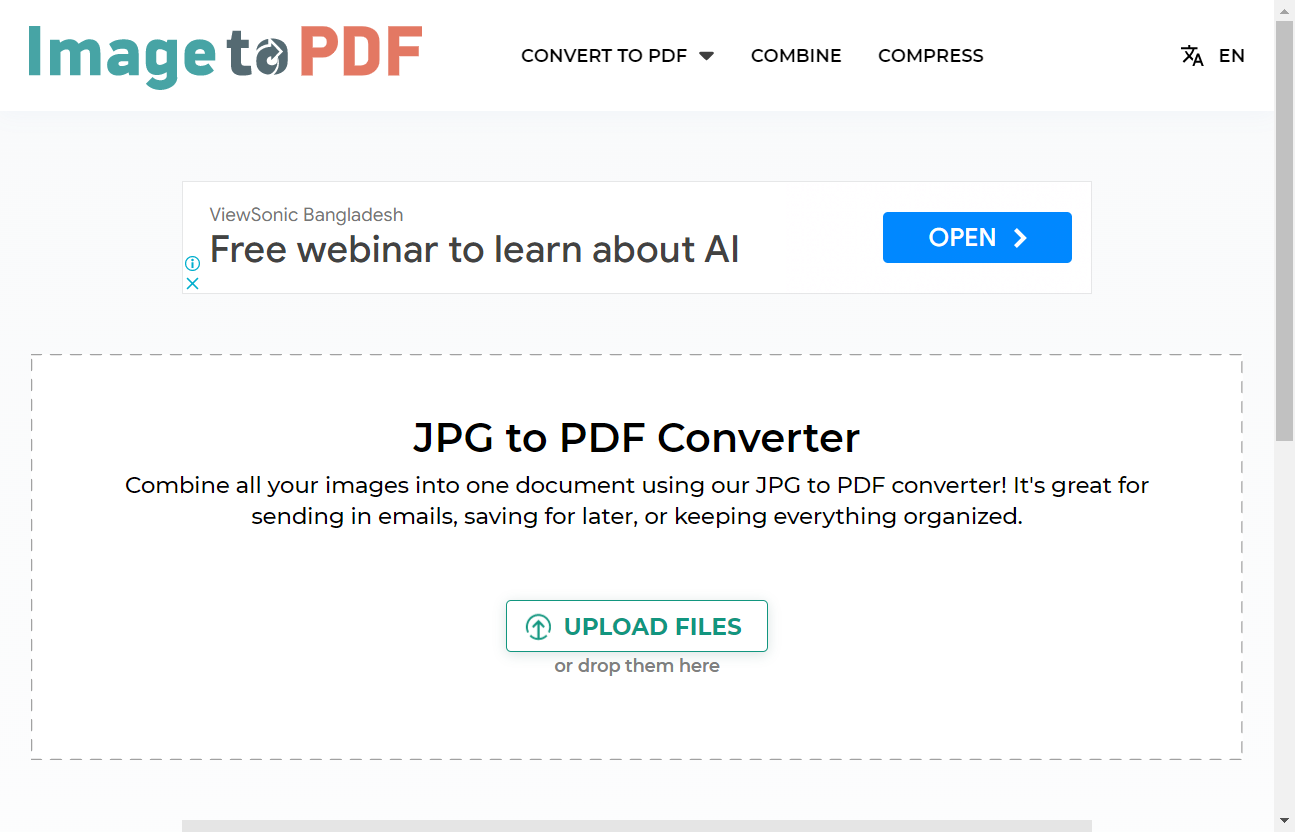 Image to PDF
CONVERT TO PDF
COMBINE
COMPRESS
EN
ViewSonic Bangladesh
Free webinar to learn about AI
OPEN
JPG to PDF Converter
Combine all your images into one document using our JPG to PDF converter! It's great for
sending in emails, saving for later, or keeping everything organized.
UPLOAD FILES
or drop them here